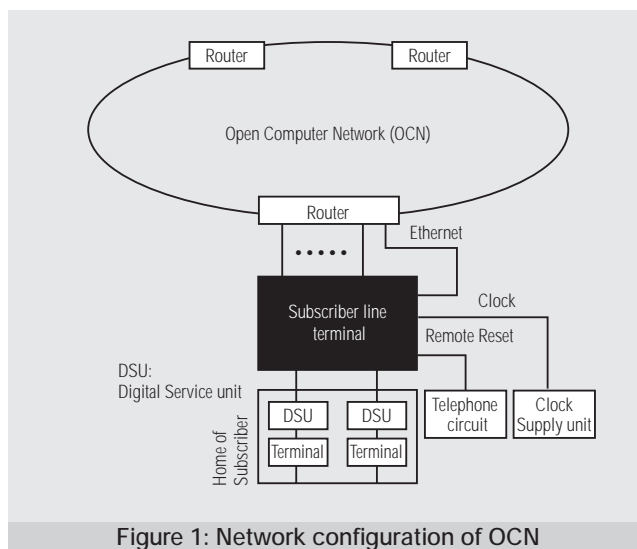 Router
Router
Open Computer Network (OCN)
Router
Ethernet
Subscriber line
terminal
Clock
Remote Reset
DSU:
Digital Service unit
Home of
Subscriber
DSU
DSU
Terminal
Terminal
Telephone
circuit
Clock
Supply unit
Figure 1: Network configuration of OCN